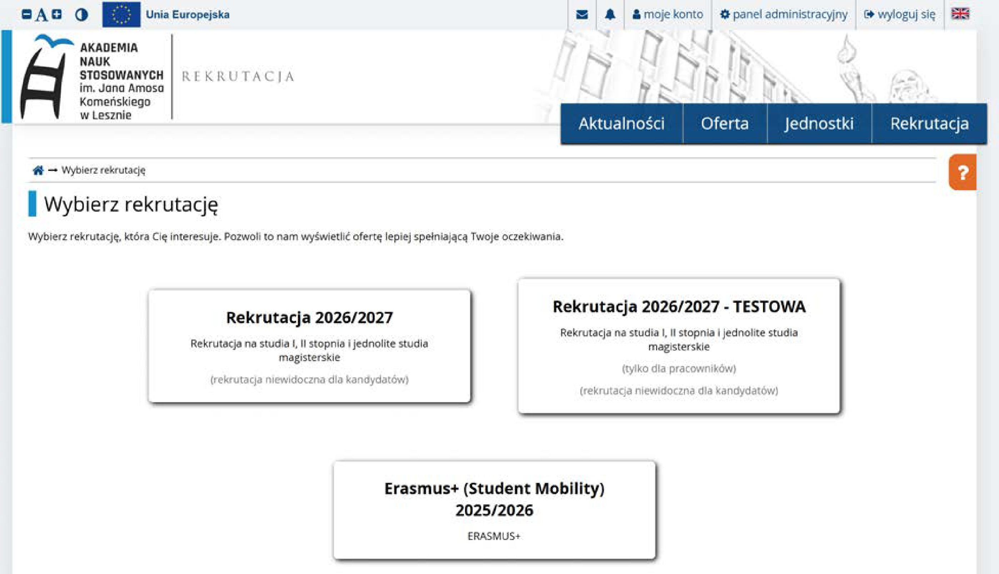 A
Unia Europejska
moje konto
panel administracyjny
wyloguj się
AKADEMIA
NAUK
STOSOWANYCH
im. Jana Amosa
Komeńskiego
w Lesznie
REKRUTACJA
Aktualności
Oferta
Jednostki
Rekrutacja
Wybierz rekrutację
?
Wybierz rekrutację
Wybierz rekrutację, która Cię interesuje. Pozwoli to nam wyświetlić ofertę lepiej spełniającą Twoje oczekiwania.
Rekrutacja 2026/2027
Rekrutacja na studia I, II stopnia i jednolite studia
magisterskie
(rekrutacja niewidoczna dla kandydatów)
Rekrutacja 2026/2027 - TESTOWA
Rekrutacja na studia I, II stopnia i jednolite studia
magisterskie
(tylko dla pracowników)
(rekrutacja niewidoczna dla kandydatów)
Erasmus+ (Student Mobility)
2025/2026
ERASMUS+